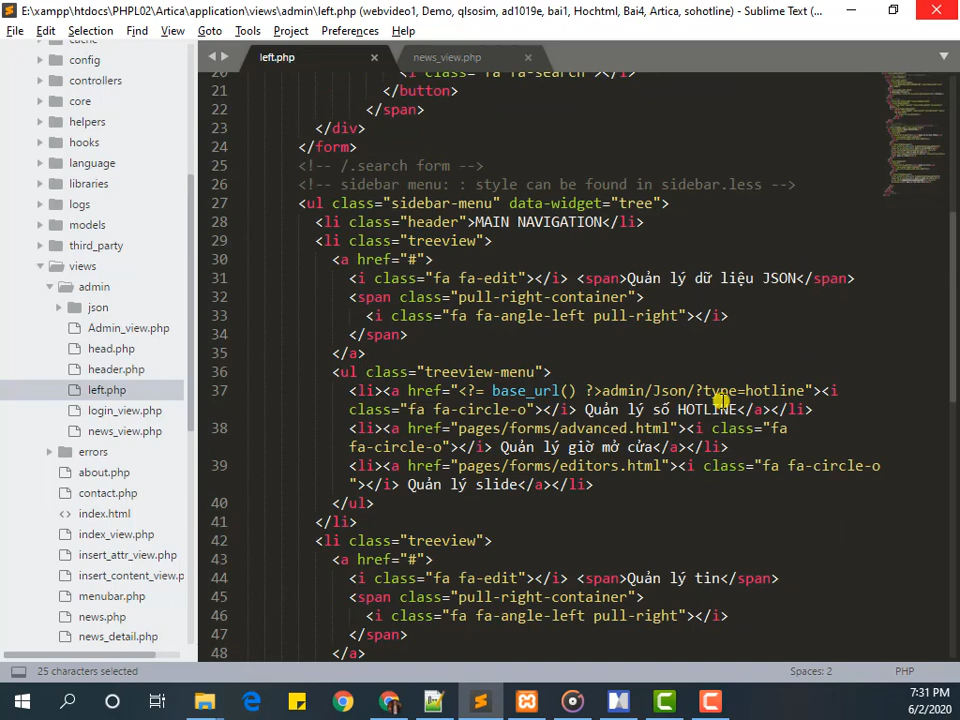 E:\xampp\htdocs\PHPL02\Artica\application\views\admin\left.php (webvideo1, Demo, qlsosim, ad1019e, bai1, Hochtml, Bai4, Artica, sohotline) - Sublime Text (...
File Edit Selection Find View Goto Tools Project Preferences Help
cache
config
controllers
core
helpers
hooks
language
libraries
logs
models
third_party
views
admin
json
Admin_view.php
head.php
header.php
left.php
login_view.php
news_view.php
errors
about.php
contact.php
index.html
index_view.php
insert_attr_view.php
insert_content_view.p
menubar.php
news.php
news_detail.php
left.php news_view.php
20 <i class="fa fa-search"></i>
21 </button>
22 </span>
23 </div>
24 </form>
25 <!-- /.search form -->
26 <!-- sidebar menu: : style can be found in sidebar.less -->
27 <ul class="sidebar-menu" data-widget="tree">
28 <li class="header">MAIN NAVIGATION</li>
29 <li class="treeview">
30 <a href="#">
31 <i class="fa fa-edit"></i> <span>Quản lý dữ liệu JSON</span>
32 <span class="pull-right-container">
33 <i class="fa fa-angle-left pull-right"></i>
34 </span>
35 </a>
36 <ul class="treeview-menu">
37 <li><a href="<?= base_url() ?>admin/Json/?type=hotline"><i
class="fa fa-circle-o"></i> Quản lý số HOTLINE</a></li>
38 <li><a href="pages/forms/advanced.html"><i class="fa
fa-circle-o"></i> Quản lý giờ mở cửa</a></li>
39 <li><a href="pages/forms/editors.html"><i class="fa fa-circle-o
"></i> Quản lý slide</a></li>
40 </ul>
41 </li>
42 <li class="treeview">
43 <a href="#">
44 <i class="fa fa-edit"></i> <span>Quản lý tin</span>
45 <span class="pull-right-container">
46 <i class="fa fa-angle-left pull-right"></i>
47 </span>
48 </a>
25 characters selected Spaces: 2 PHP
7:31 PM
6/2/2020